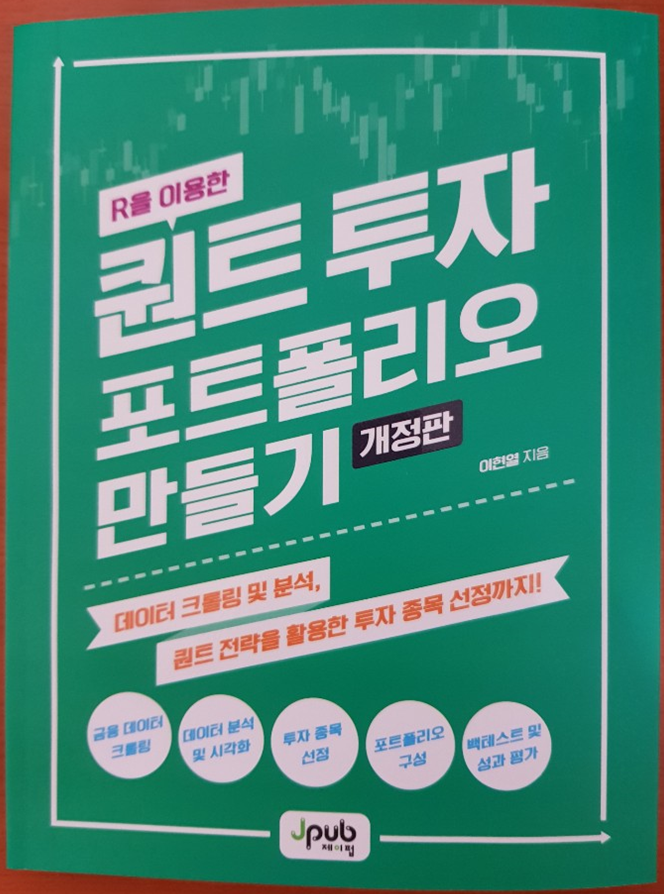 R을 이용한
퀀트 투자
포트폴리오
만들기 개정판
이현열 지음
데이터 크롤링 및 분석,
퀀트 전략을 활용한 투자 종목 선정까지!
금융 데이터
크롤링
데이터 분석
및 시각화
투자 종목
선정
포트폴리오
구성
백테스트 및
성과 평가
Jpub
제이펍